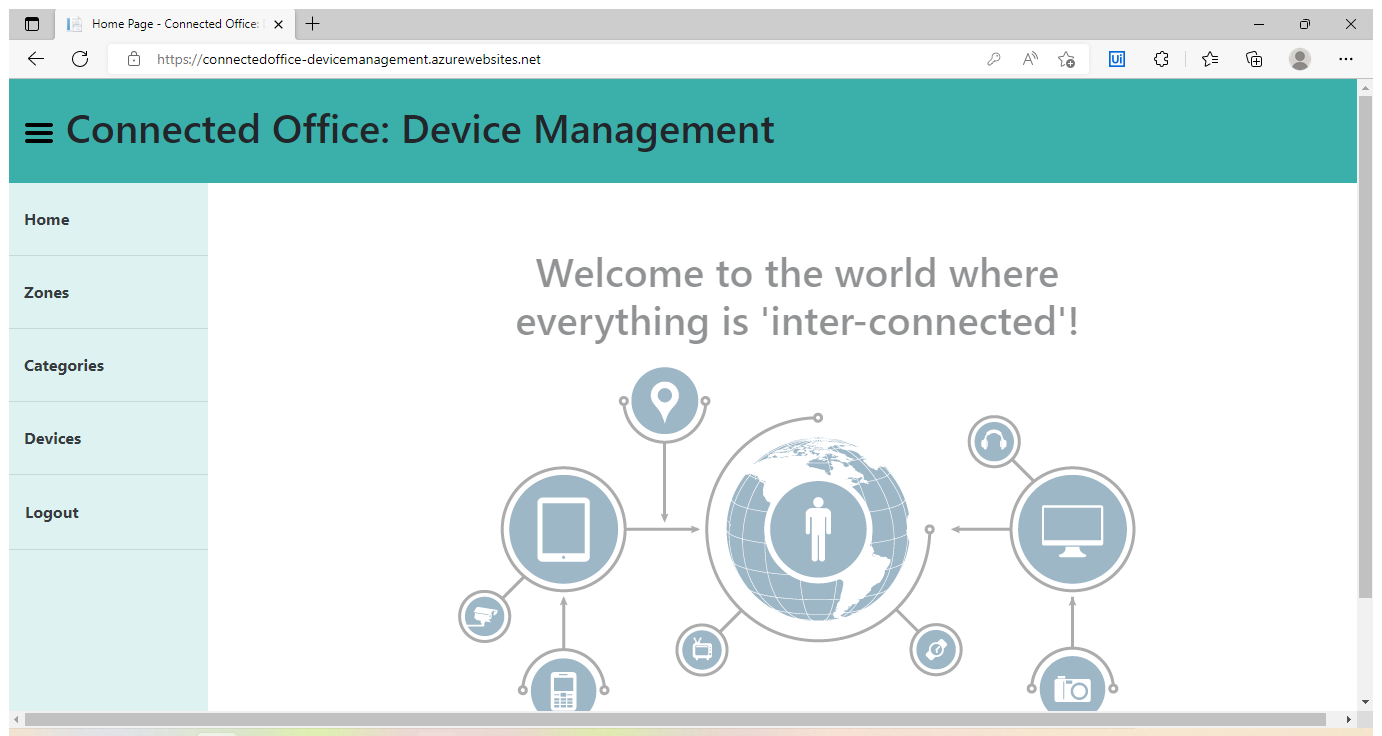 Home Page - Connected Office:
https://connectedoffice-devicemanagement.azurewebsites.net
A
Ui
Connected Office: Device Management
Home
Zones
Categories
Devices
Logout
Welcome to the world where
everything is 'inter-connected'!